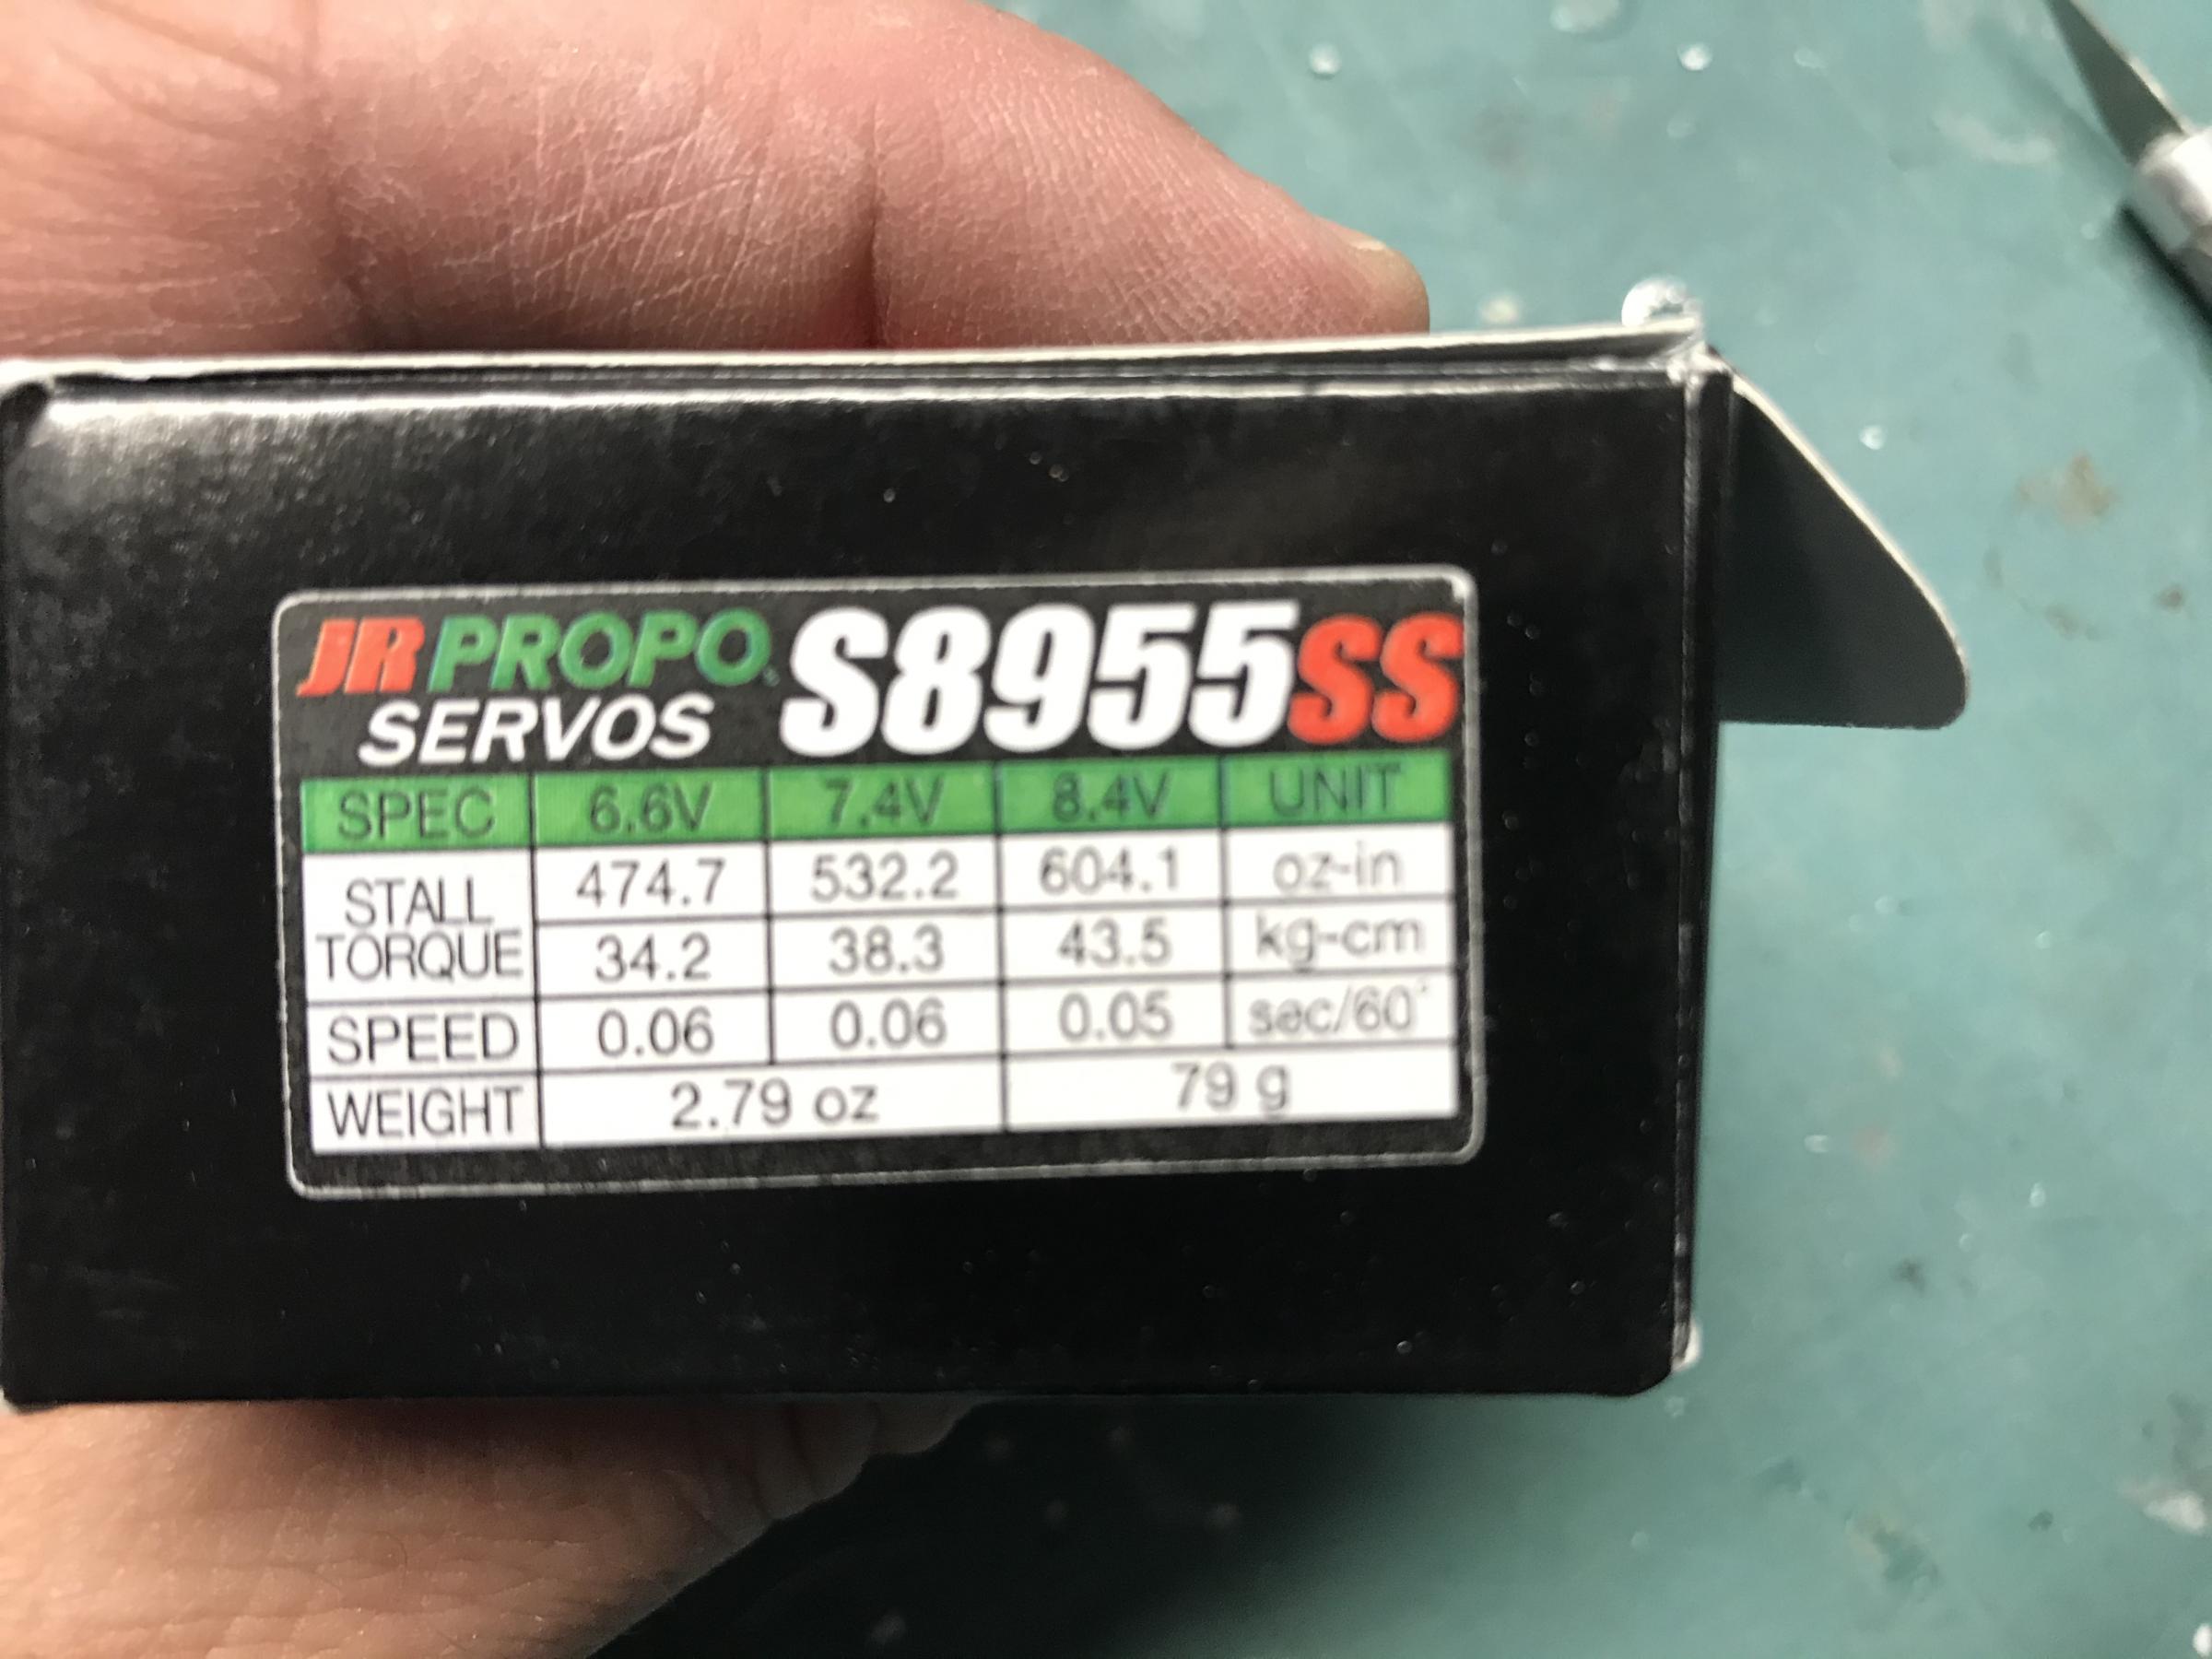 JR PROPO SERVOS S8955SS
SPEC 6.6V 7.4V 8.4V UNIT
STALL TORQUE 474.7 532.2 604.1 oz-in
34.2 38.3 43.5 kg-cm
SPEED 0.06 0.06 0.05 sec/60°
WEIGHT 2.79 oz 79 g